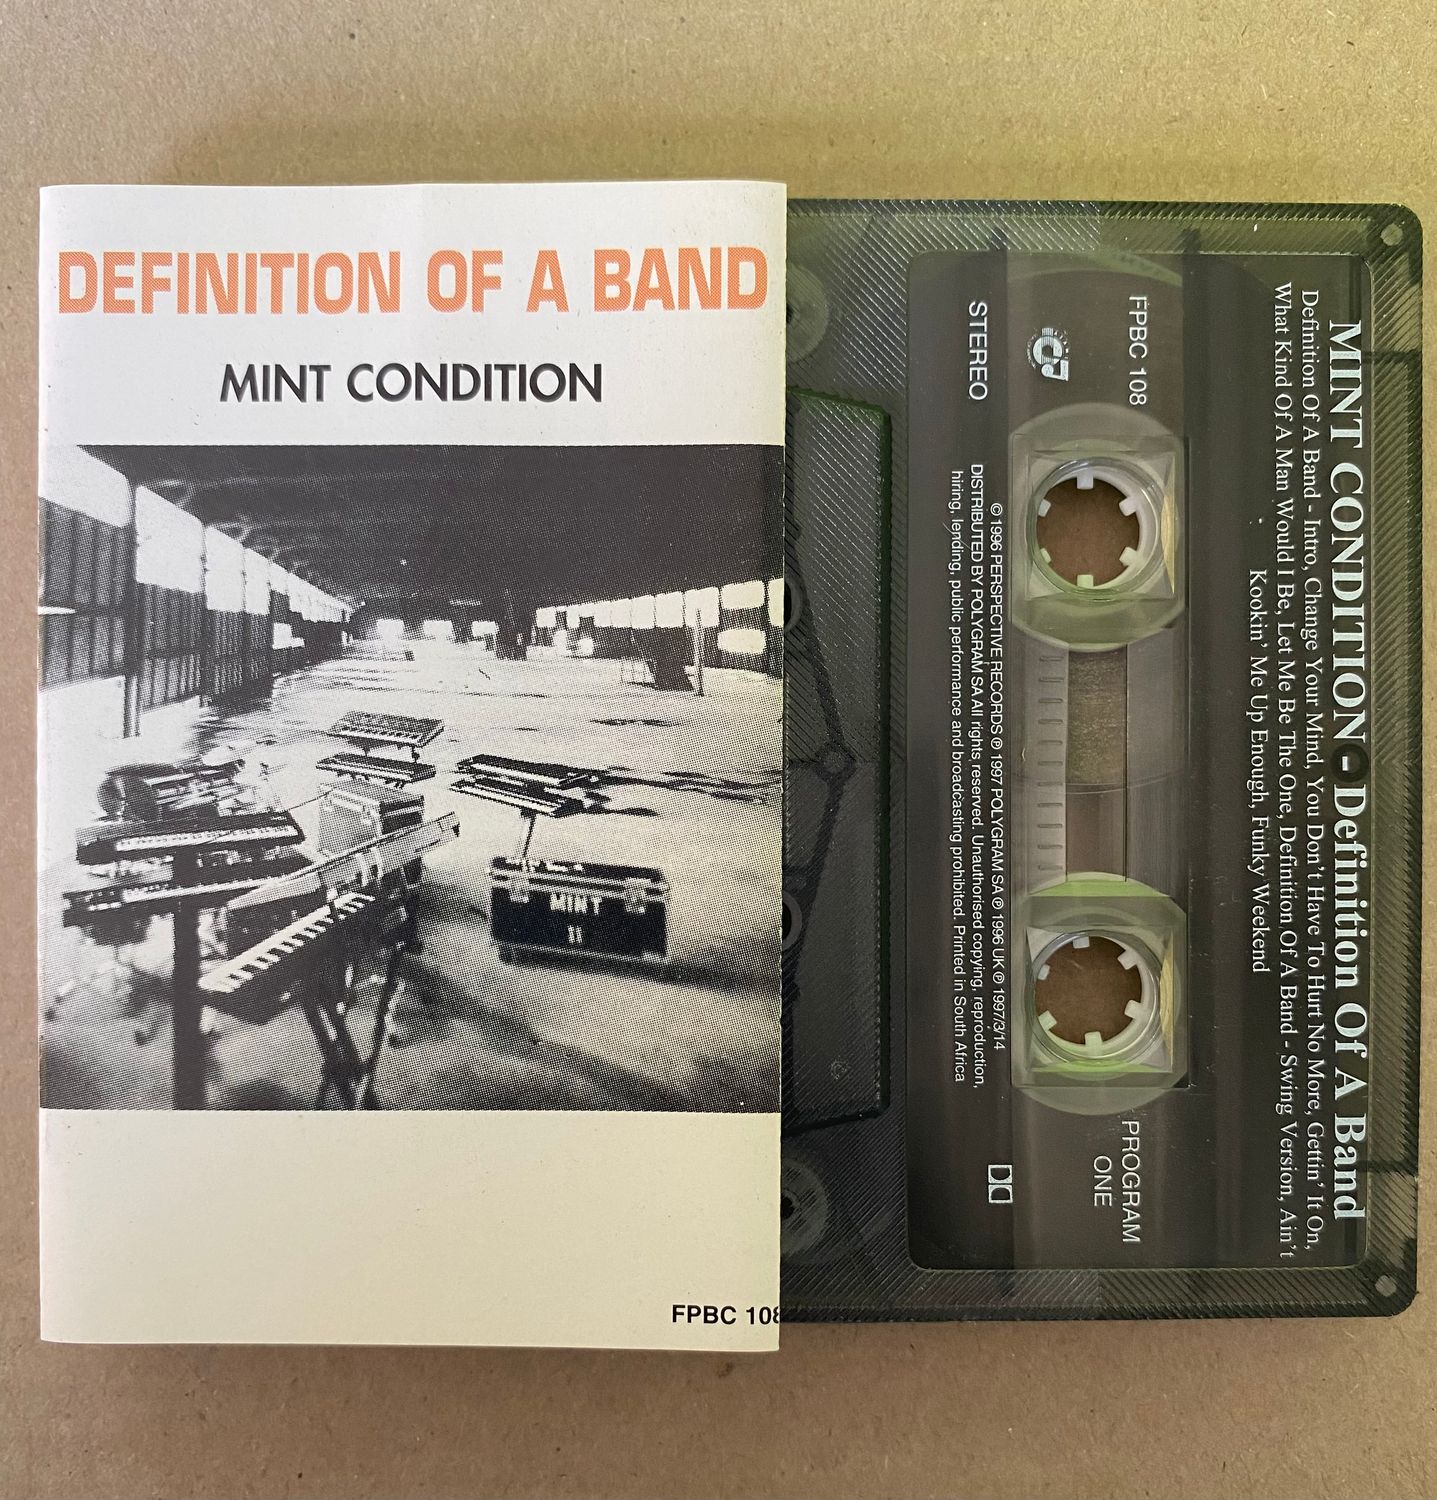 DEFINITION OF A BAND
MINT CONDITION
MINT
FPBC 108
MINT CONDITION - Definition Of A Band
Definition Of A Band - Intro, Change Your Mind, You Don't Have To Hurt No More, Gettin' It On,
What Kind Of A Man Would I Be, Let Me Be The One, Definition Of A Band - Swing Version, Ain't
Kookin' Me Up Enough, Funky Weekend
FPBC 108
STEREO
PROGRAM
ONE
© 1996 PERSPECTIVE RECORDS ℗ 1997 POLYGRAM SA ℗ 1996 UK ℗ 1997/3/14
DISTRIBUTED BY POLYGRAM SA All rights reserved. Unauthorised copying, reproduction,
hiring, lending, public performance and broadcasting prohibited. Printed in South Africa